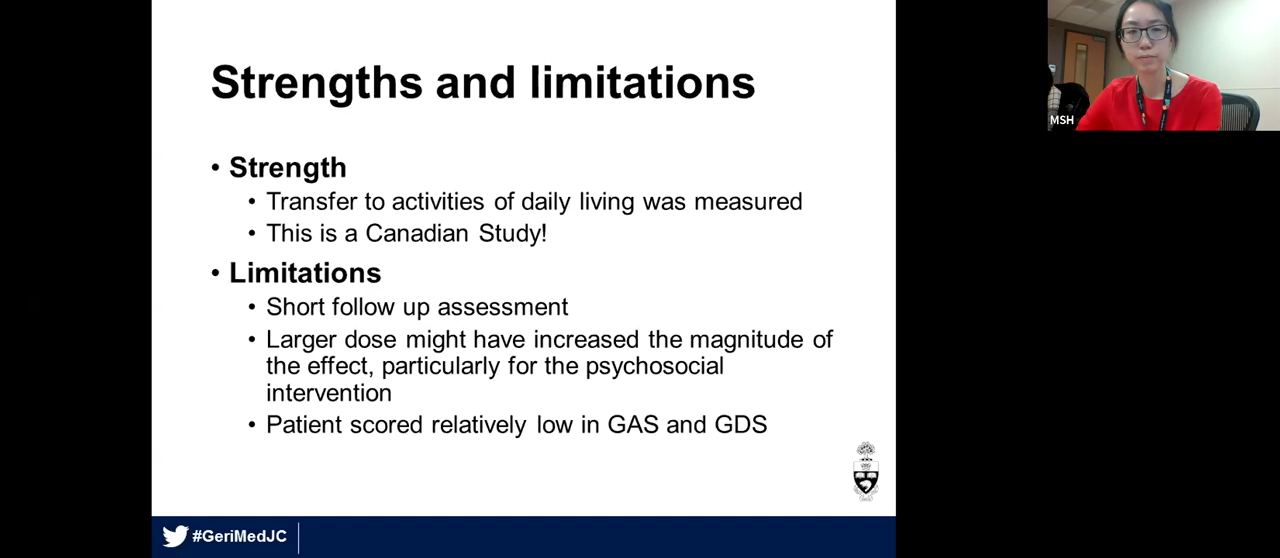 Strengths and limitations
• Strength
• Transfer to activities of daily living was measured
• This is a Canadian Study!
• Limitations
• Short follow up assessment
• Larger dose might have increased the magnitude of
the effect, particularly for the psychosocial
intervention
• Patient scored relatively low in GAS and GDS
#GeriMedJC
MSH